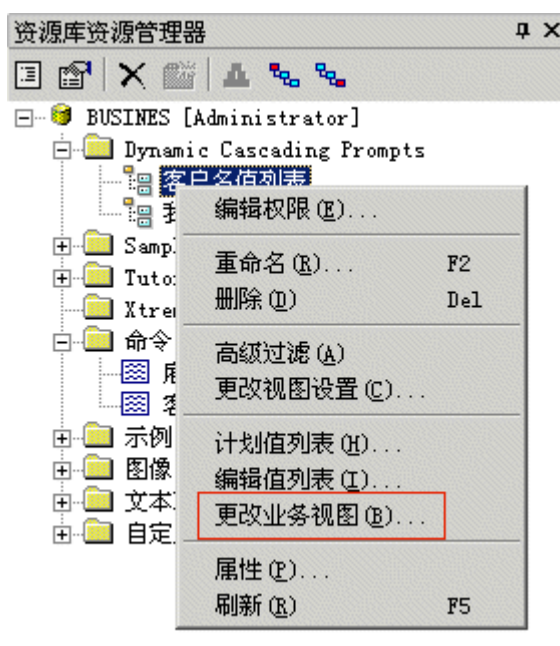 资源库资源管理器
BUSINES [Administrator]
Dynamic Cascading Prompts
客户名值列表
编辑权限(E)...
Sampl
重命名(R)... F2
Tuto
删除(D) Del
Xtre
命令
高级过滤(A)
更改视图设置(C)...
示例
计划值列表(H)...
图像
编辑值列表(I)...
文本
更改业务视图(B)...
自定
属性(P)...
刷新(R) F5